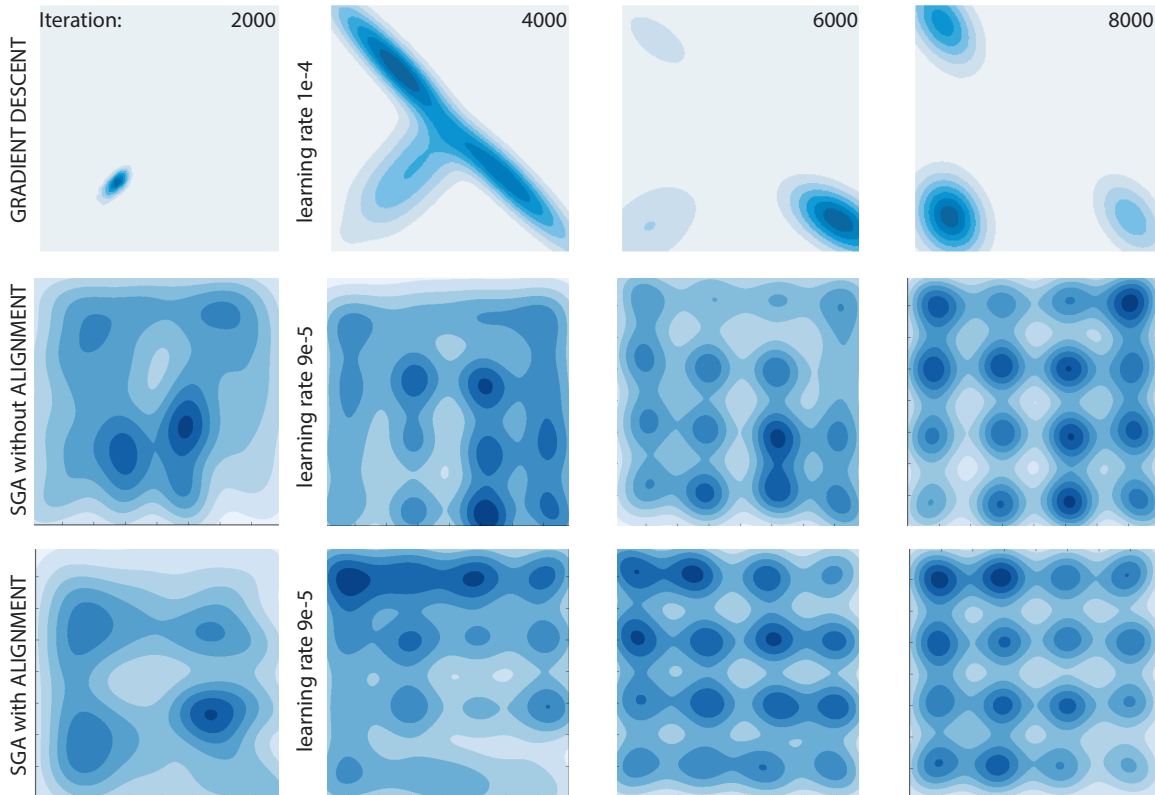 Iteration: 2000
4000
6000
8000
GRADIENT DESCENT
learning rate 1e-4
SGA without ALIGNMENT
learning rate 9e-5
SGA with ALIGNMENT
learning rate 9e-5